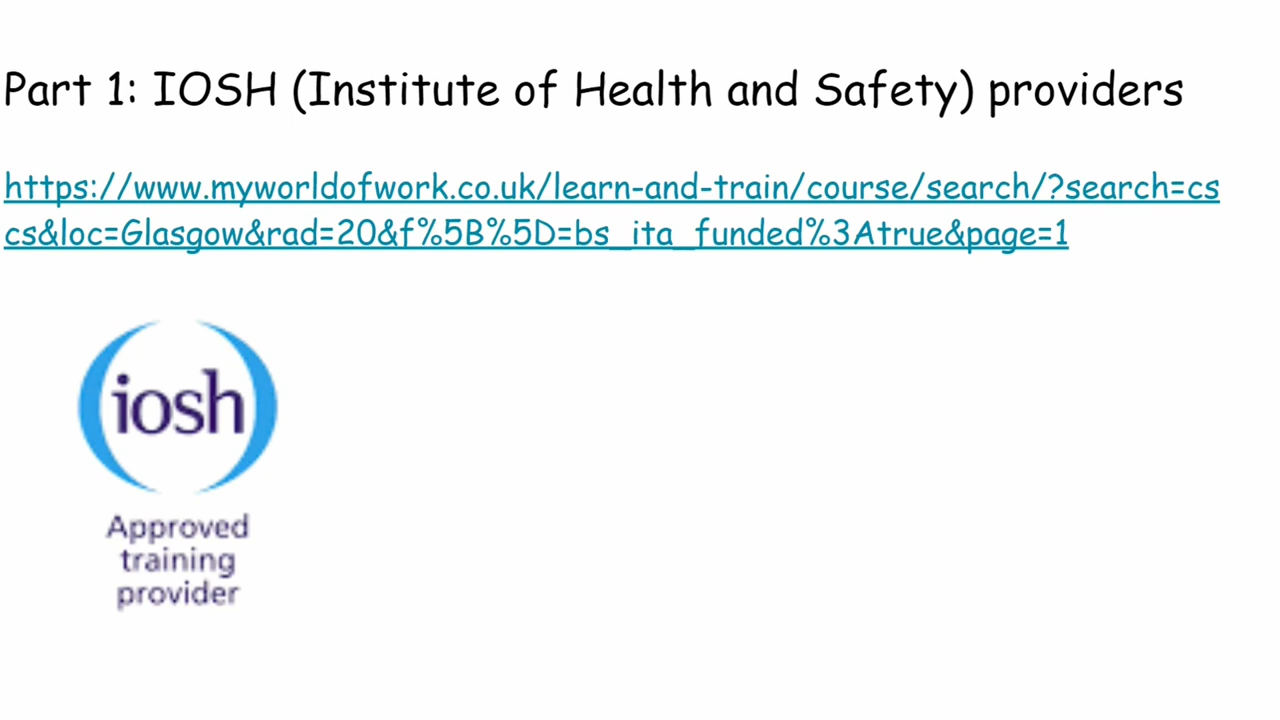 Part 1: IOSH (Institute of Health and Safety) providers
https://www.myworldofwork.co.uk/learn-and-train/course/search/?search=cs
cs&loc=Glasgow&rad=20&f%5B%5D=bs_ita_funded%3Atrue&page=1
iosh
Approved
training
provider